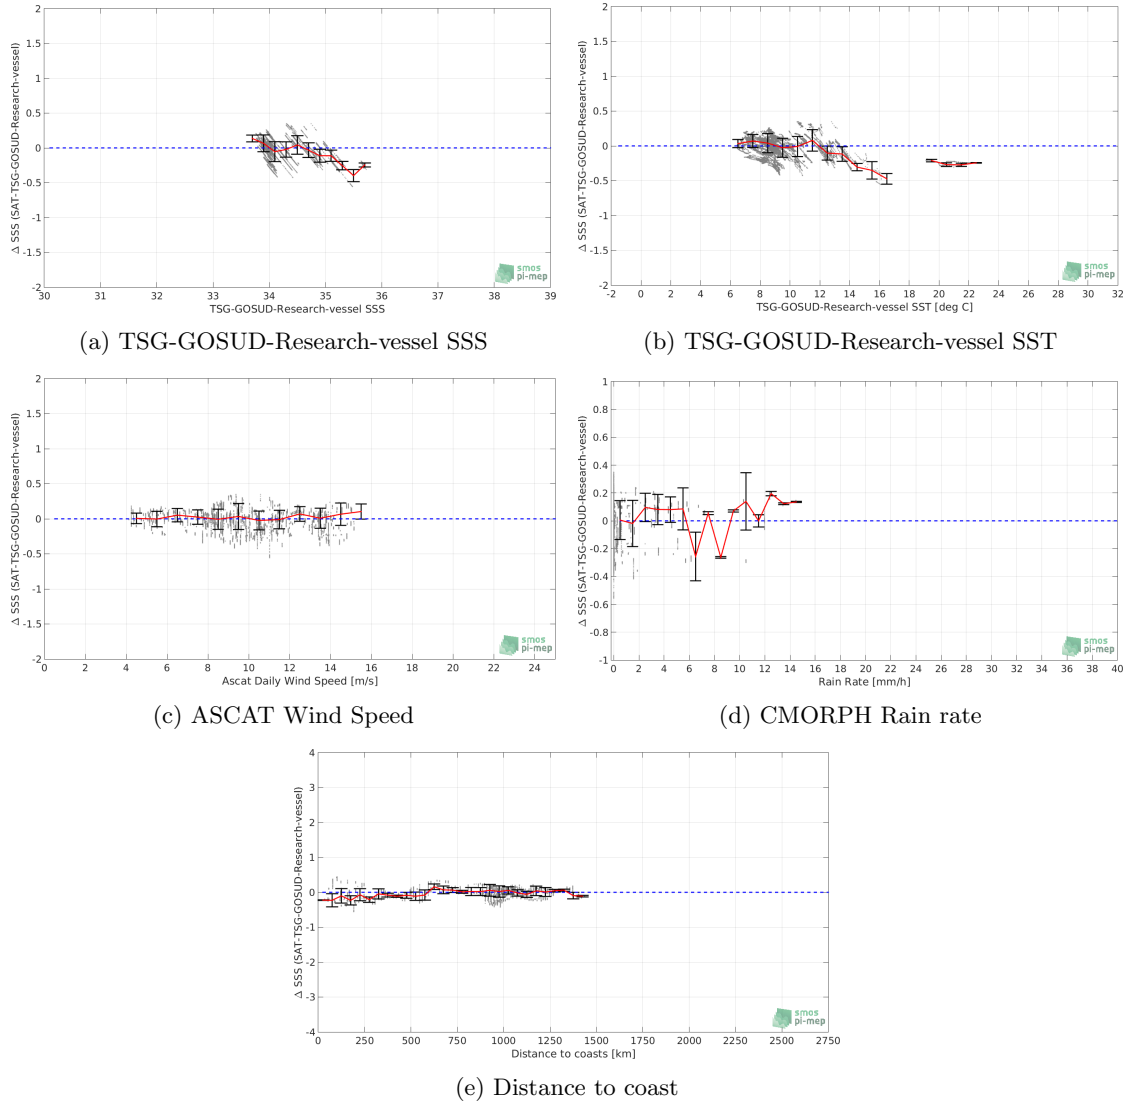 2
1.5
1
0.5
0
-0.5
-1
-1.5
-2
Δ SSS (SAT-TSG-GOSUD-Research-vessel)
30 31 32 33 34 35 36 37 38 39
TSG-GOSUD-Research-vessel SSS
smos
pi-mep
(a) TSG-GOSUD-Research-vessel SSS
2
1.5
1
0.5
0
-0.5
-1
-1.5
-2
Δ SSS (SAT-TSG-GOSUD-Research-vessel)
-2 0 2 4 6 8 10 12 14 16 18 20 22 24 26 28 30 32
TSG-GOSUD-Research-vessel SST [deg C]
smos
pi-mep
(b) TSG-GOSUD-Research-vessel SST
2
1.5
1
0.5
0
-0.5
-1
-1.5
-2
Δ SSS (SAT-TSG-GOSUD-Research-vessel)
0 2 4 6 8 10 12 14 16 18 20 22 24
Ascat Daily Wind Speed [m/s]
smos
pi-mep
(c) ASCAT Wind Speed
1
0.8
0.6
0.4
0.2
0
-0.2
-0.4
-0.6
-0.8
-1
Δ SSS (SAT-TSG-GOSUD-Research-vessel)
0 2 4 6 8 10 12 14 16 18 20 22 24 26 28 30 32 34 36 38 40
Rain Rate [mm/h]
smos
pi-mep
(d) CMORPH Rain rate
4
3
2
1
0
-1
-2
-3
-4
Δ SSS (SAT-TSG-GOSUD-Research-vessel)
0 250 500 750 1000 1250 1500 1750 2000 2250 2500 2750
Distance to coasts [km]
smos
pi-mep
(e) Distance to coast